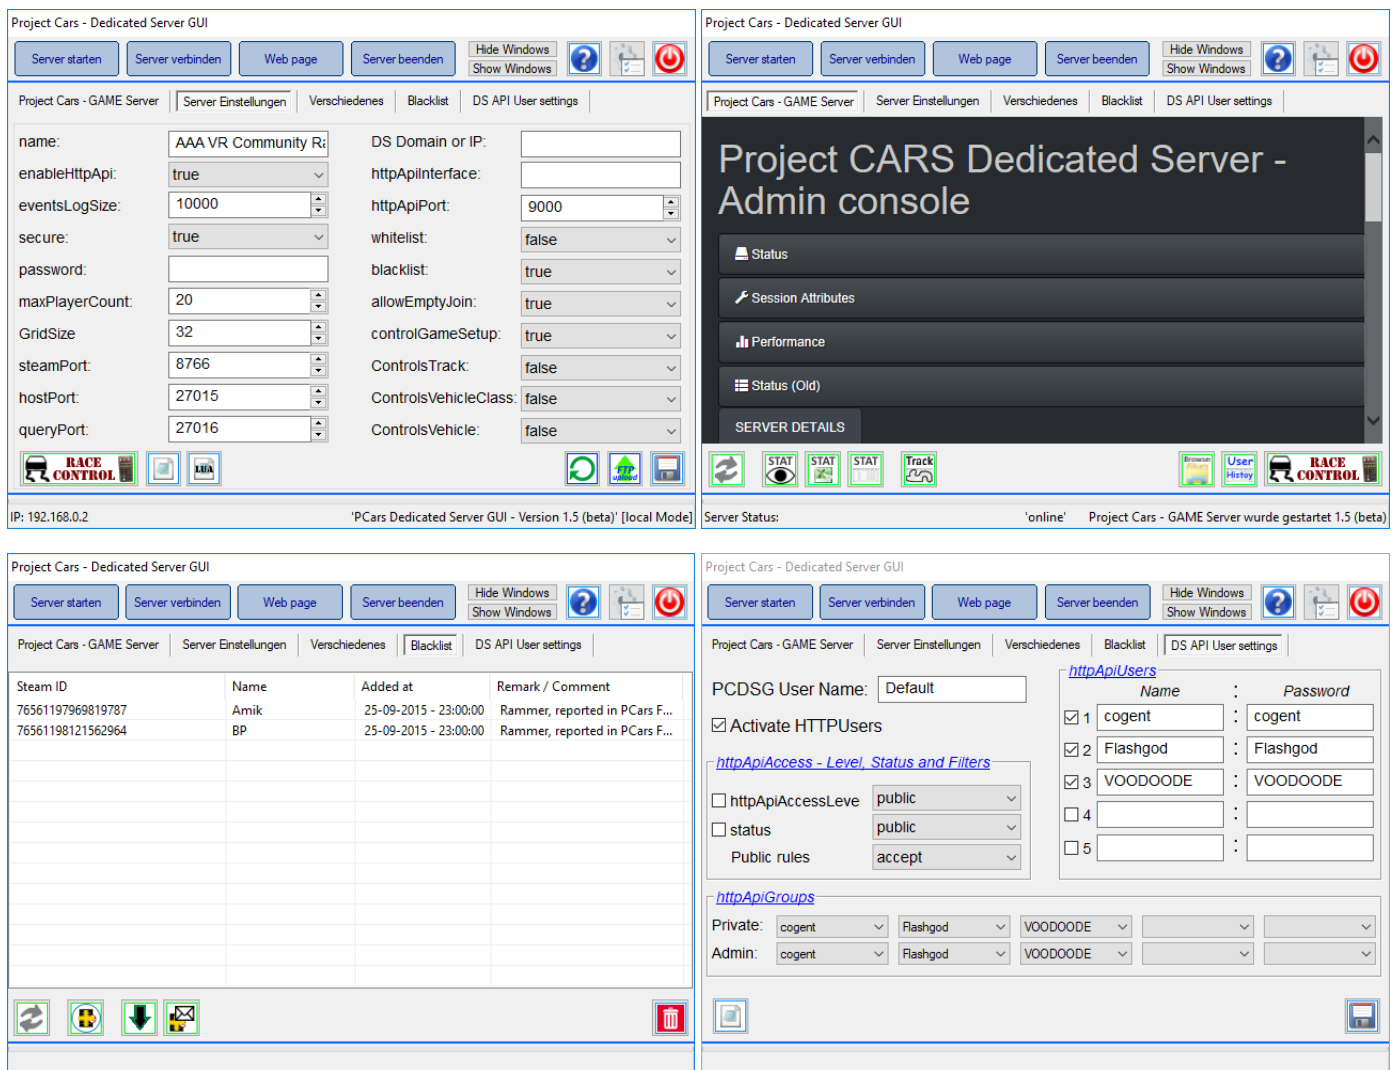 Project Cars - Dedicated Server GUI
Server starten Server verbinden Web page Server beenden Hide Windows
Show Windows
Project Cars - GAME Server Server Einstellungen Verschiedenes Blacklist DS API User settings
name: AAA VR Community Ra DS Domain or IP:
enableHttpApi: true httpApiInterface:
eventsLogSize: 10000 httpApiPort: 9000
secure: true whitelist: false
password: blacklist: true
maxPlayerCount: 20 allowEmptyJoin: true
GridSize 32 controlGameSetup: true
steamPort: 8766 ControlsTrack: false
hostPort: 27015 ControlsVehicleClass: false
queryPort: 27016 ControlsVehicle: false
RACE
CONTROL LUA FTP
upload
IP: 192.168.0.2 'PCars Dedicated Server GUI - Version 1.5 (beta)' [local Mode]
Project Cars - Dedicated Server GUI
Server starten Server verbinden Web page Server beenden Hide Windows
Show Windows
Project Cars - GAME Server Server Einstellungen Verschiedenes Blacklist DS API User settings
Project CARS Dedicated Server -
Admin console
Status
Session Attributes
Performance
Status (Old)
SERVER DETAILS
STAT STAT STAT Track Browse User
Histoy RACE
CONTROL
Server Status: 'online' Project Cars - GAME Server wurde gestartet 1.5 (beta)
Project Cars - Dedicated Server GUI
Server starten Server verbinden Web page Server beenden Hide Windows
Show Windows
Project Cars - GAME Server Server Einstellungen Verschiedenes Blacklist DS API User settings
Steam ID Name Added at Remark / Comment
76561197969819787 Amik 25-09-2015 - 23:00:00 Rammer, reported in PCars F...
76561198121562964 BP 25-09-2015 - 23:00:00 Rammer, reported in PCars F...
Project Cars - Dedicated Server GUI
Server starten Server verbinden Web page Server beenden Hide Windows
Show Windows
Project Cars - GAME Server Server Einstellungen Verschiedenes Blacklist DS API User settings
PCDSG User Name: Default
Activate HTTPUsers
httpApiAccess - Level, Status and Filters
httpApiAccessLeve public
status public
Public rules accept
httpApiUsers
Name : Password
1 cogent : cogent
2 Flashgod : Flashgod
3 VOODOODE : VOODOODE
4 :
5 :
httpApiGroups
Private: cogent Flashgod VOODOODE
Admin: cogent Flashgod VOODOODE